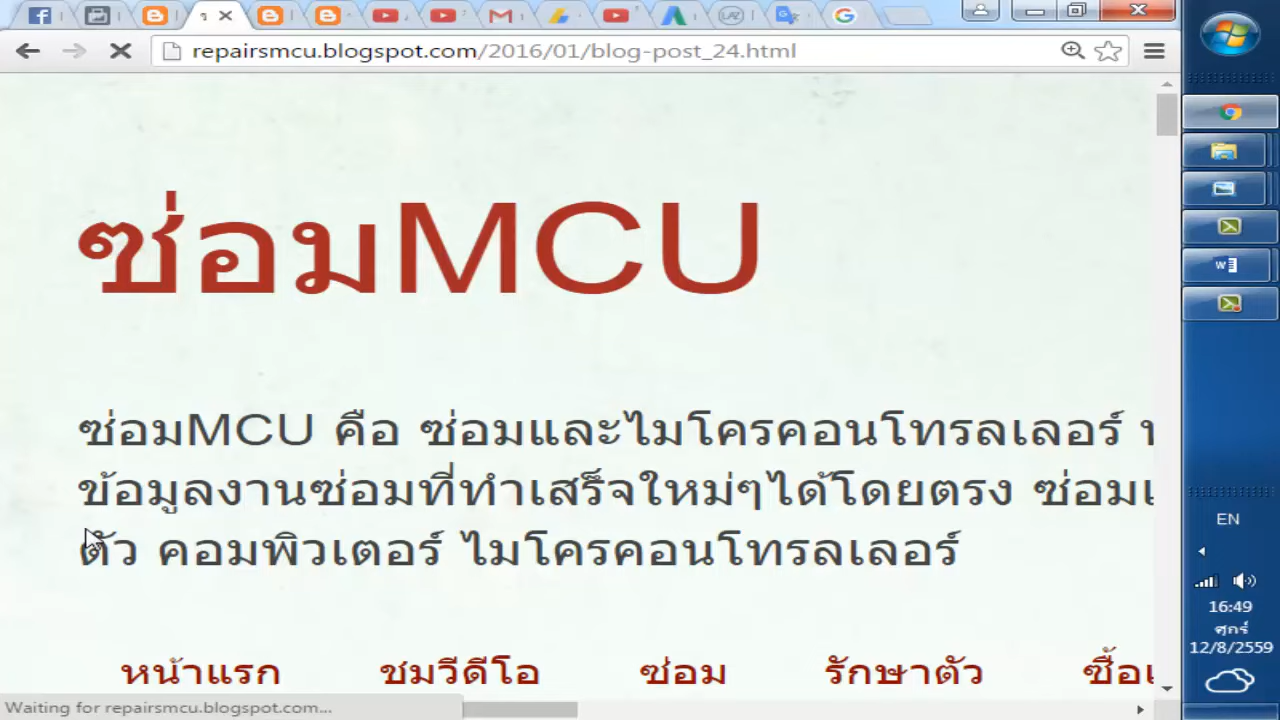 repairsmcu.blogspot.com/2016/01/blog-post_24.html
ซ่อมMCU
ซ่อมMCU คือ ซ่อมและไมโครคอนโทรลเลอร์
ข้อมูลงานซ่อมที่ทำเสร็จใหม่ๆได้โดยตรง
ตัว คอมพิวเตอร์ ไมโครคอนโทรลเลอร์
หน้าแรก ชมวีดีโอ ซ่อม รักษาตัว
Waiting for repairsmcu.blogspot.com...
EN
16:49
ศุกร์
12/8/2559